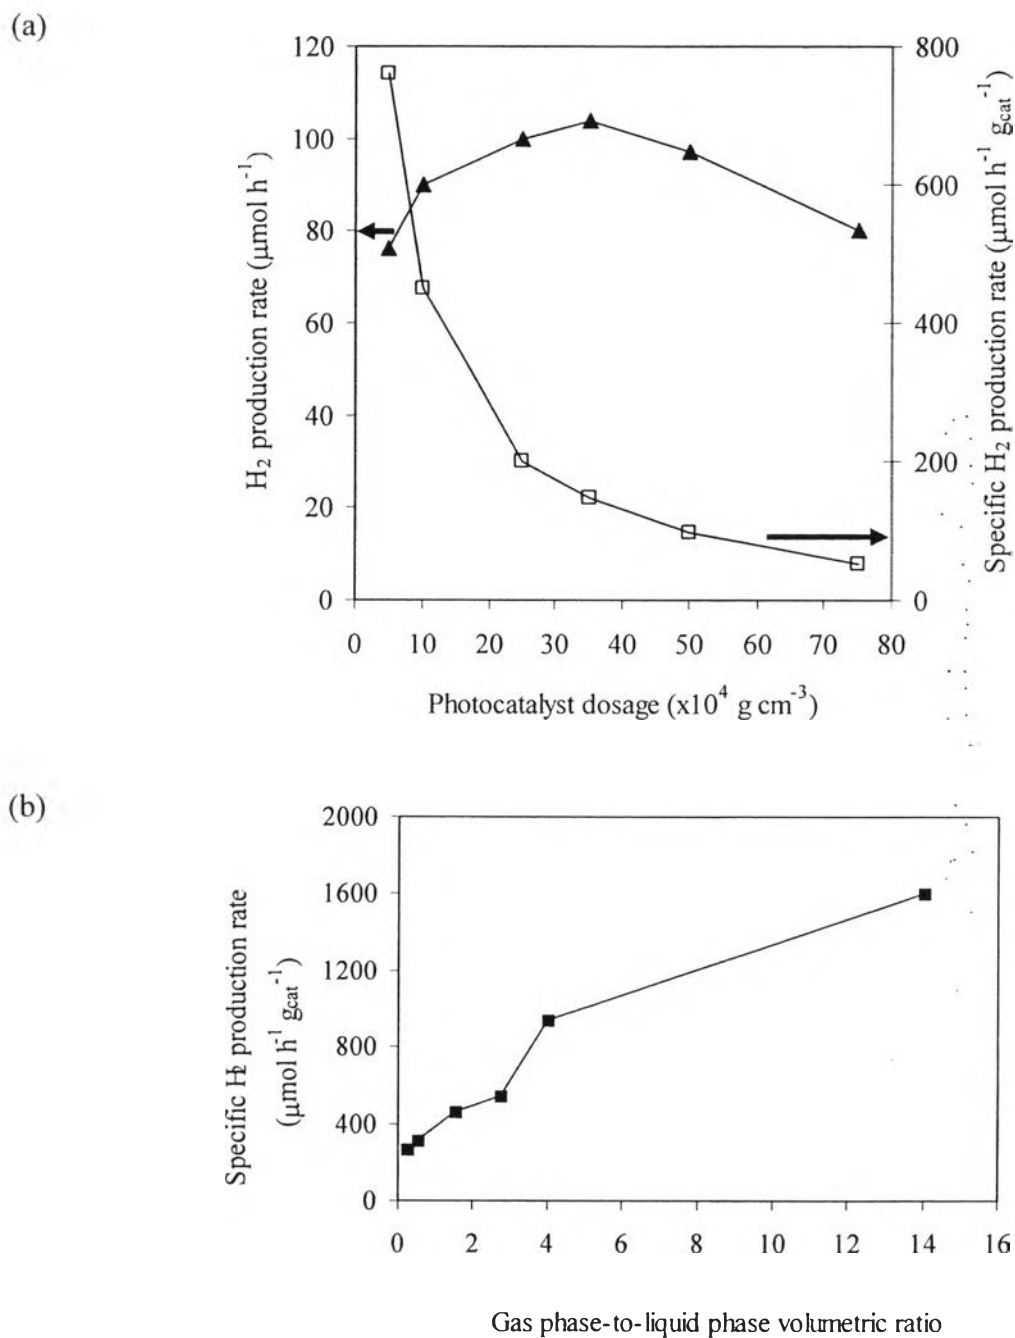 (a)
120
100
80
60
40
20
0
800
600
400
200
0
0 10 20 30 40 50 60 70 80
H₂ production rate (µmol h⁻¹)
Specific H₂ production rate (µmol h⁻¹ g_cat⁻¹)
Photocatalyst dosage (x10⁴ g cm⁻³)
(b)
2000
1600
1200
800
400
0
0 2 4 6 8 10 12 14 16
Specific H₂ production rate
(µmol h⁻¹ g_cat⁻¹)
Gas phase-to-liquid phase volumetric ratio